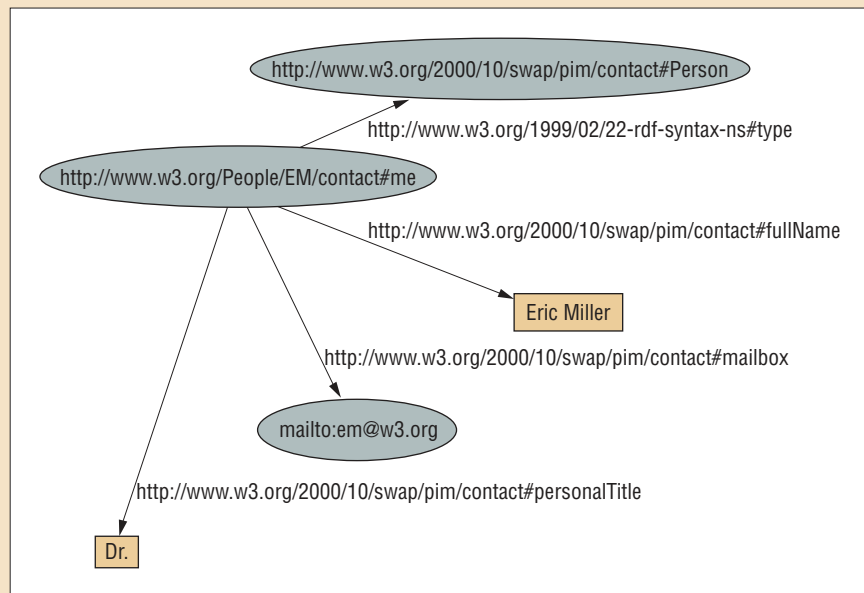 http://www.w3.org/2000/10/swap/pim/contact#Person
http://www.w3.org/1999/02/22-rdf-syntax-ns#type
http://www.w3.org/People/EM/contact#me
http://www.w3.org/2000/10/swap/pim/contact#fullName
Eric Miller
http://www.w3.org/2000/10/swap/pim/contact#mailbox
mailto:em@w3.org
http://www.w3.org/2000/10/swap/pim/contact#personalTitle
Dr.